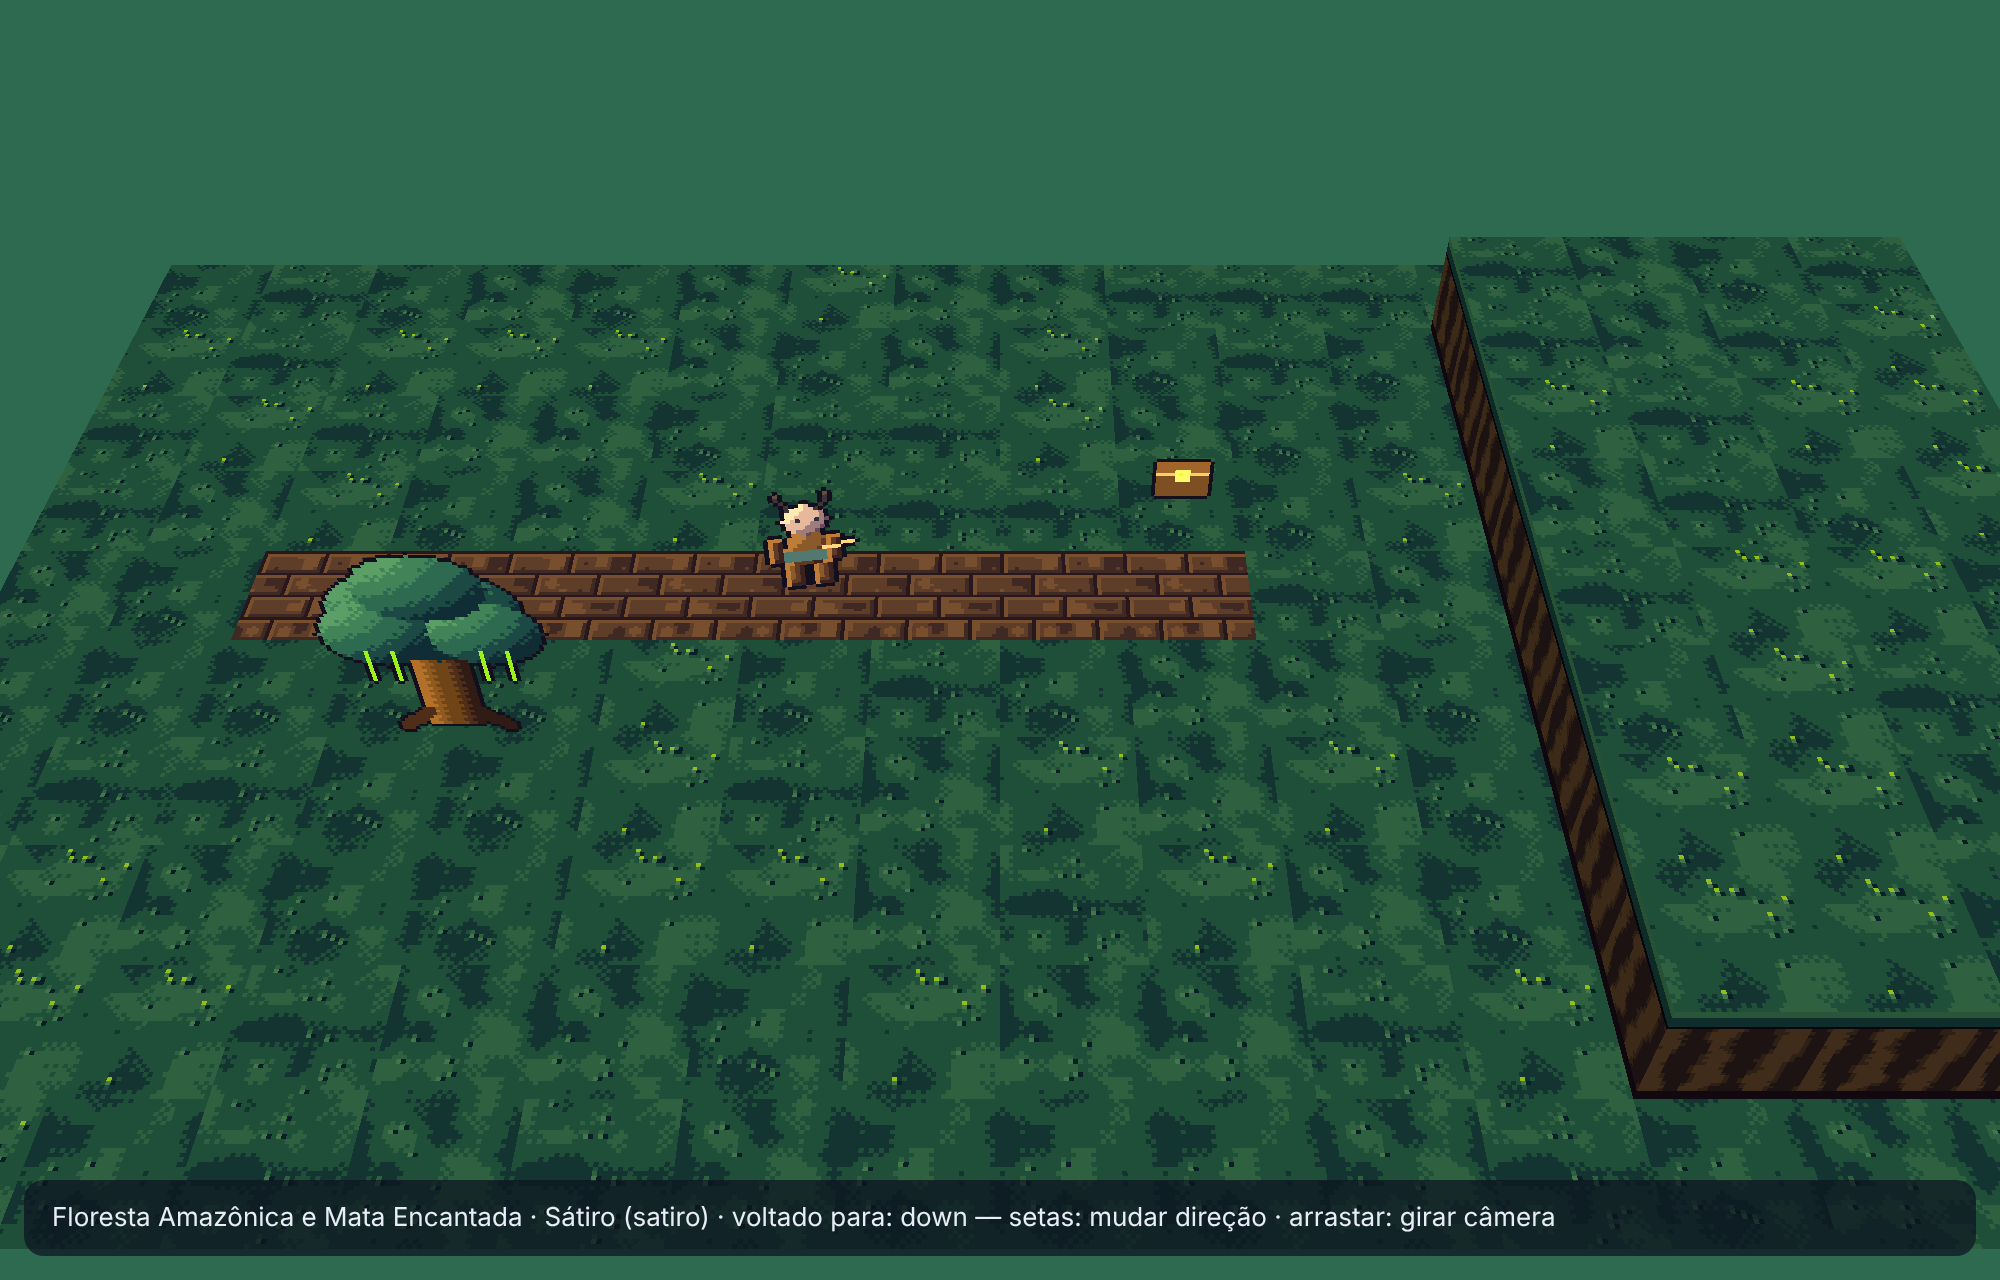 Floresta Amazônica e Mata Encantada · Sátiro (satiro) · voltado para: down — setas: mudar direção · arrastar: girar câmera